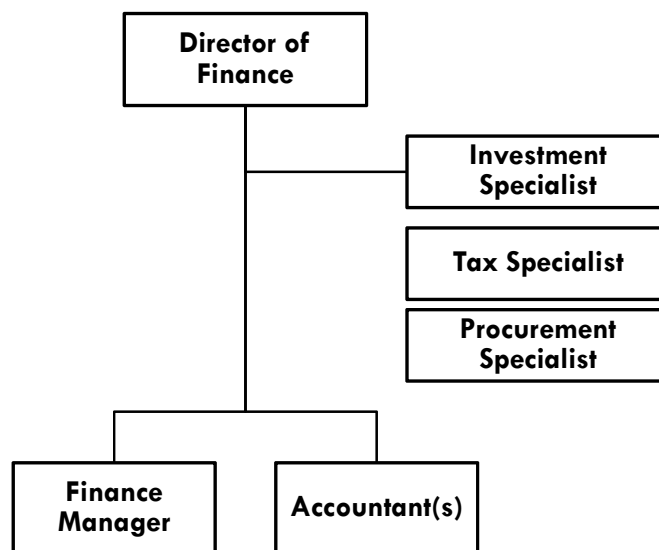 Director of
Finance
Investment
Specialist
Tax Specialist
Procurement
Specialist
Finance
Manager
Accountant(s)